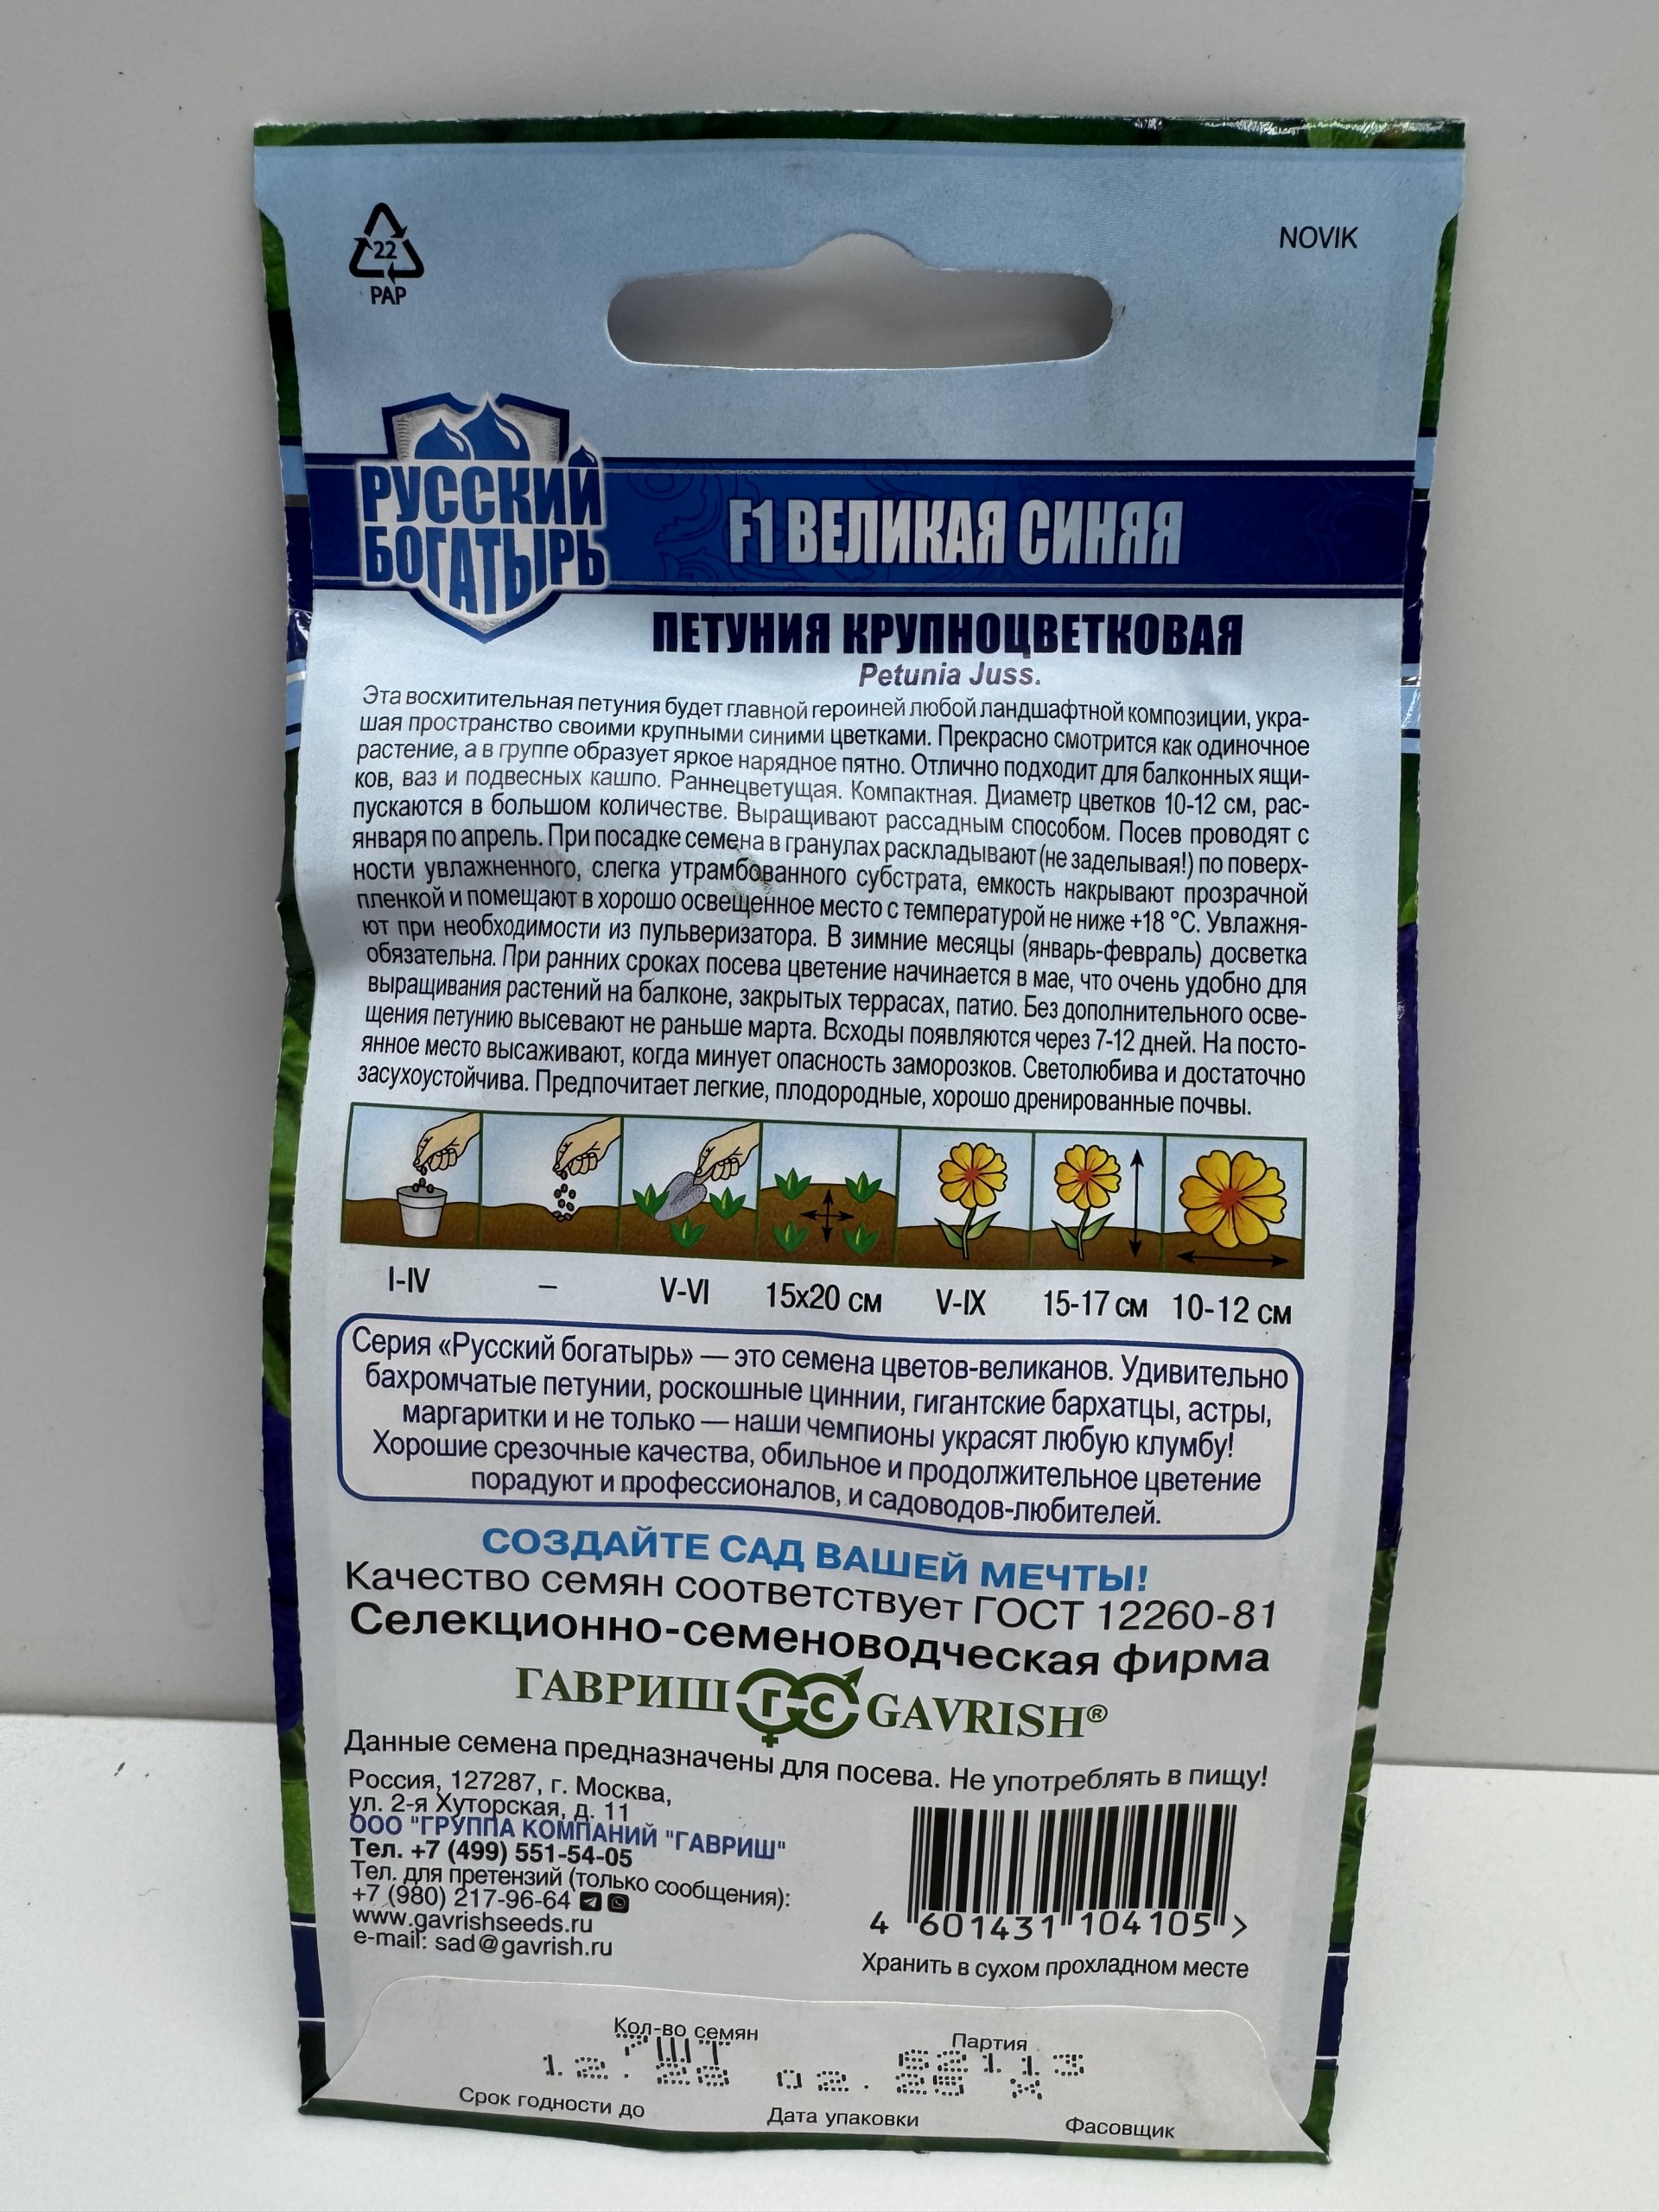 22
PAP
NOVIK
РУССКИЙ
БОГАТЫРЬ
F1 ВЕЛИКАЯ СИНЯЯ
ПЕТУНИЯ КРУПНОЦВЕТКОВАЯ
Petunia Juss.
Эта восхитительная петуния будет главной героиней любой ландшафтной композиции, укра-
шая пространство своими крупными синими цветками. Прекрасно смотрится как одиночное
растение, а в группе образует яркое нарядное пятно. Отлично подходит для балконных ящи-
ков, ваз и подвесных кашпо. Раннецветущая. Компактная. Диаметр цветков 10-12 см, рас-
пускаются в большом количестве. Выращивают рассадным способом. Посев проводят с
января по апрель. При посадке семена в гранулах раскладывают (не заделывая!) по поверх-
ности увлажненного, слегка утрамбованного субстрата, емкость накрывают прозрачной
пленкой и помещают в хорошо освещенное место с температурой не ниже +18 °С. Увлажня-
ют при необходимости из пульверизатора. В зимние месяцы (январь-февраль) досветка
обязательна. При ранних сроках посева цветение начинается в мае, что очень удобно для
выращивания растений на балконе, закрытых террасах, патио. Без дополнительного осве-
щения петунию высевают не раньше марта. Всходы появляются через 7-12 дней. На посто-
янное место высаживают, когда минует опасность заморозков. Светолюбива и достаточно
засухоустойчива. Предпочитает легкие, плодородные, хорошо дренированные почвы.
I-IV – V-VI 15x20 см V-IX 15-17 см 10-12 см
Серия «Русский богатырь» — это семена цветов-великанов. Удивительно
бахромчатые петунии, роскошные циннии, гигантские бархатцы, астры,
маргаритки и не только — наши чемпионы украсят любую клумбу!
Хорошие срезочные качества, обильное и продолжительное цветение
порадуют и профессионалов, и садоводов-любителей.
СОЗДАЙТЕ САД ВАШЕЙ МЕЧТЫ!
Качество семян соответствует ГОСТ 12260-81
Селекционно-семеноводческая фирма
ГАВРИШ ГС GAVRISH®
Данные семена предназначены для посева. Не употреблять в пищу!
Россия, 127287, г. Москва,
ул. 2-я Хуторская, д. 11
ООО "ГРУППА КОМПАНИЙ "ГАВРИШ"
Тел. +7 (499) 551-54-05
Тел. для претензий (только сообщения):
+7 (980) 217-96-64
www.gavrishseeds.ru
e-mail: sad@gavrish.ru
4 601431 104105 >
Хранить в сухом прохладном месте
Кол-во семян Партия
7ШТ
12.28 02.25
Срок годности до Дата упаковки Фасовщик